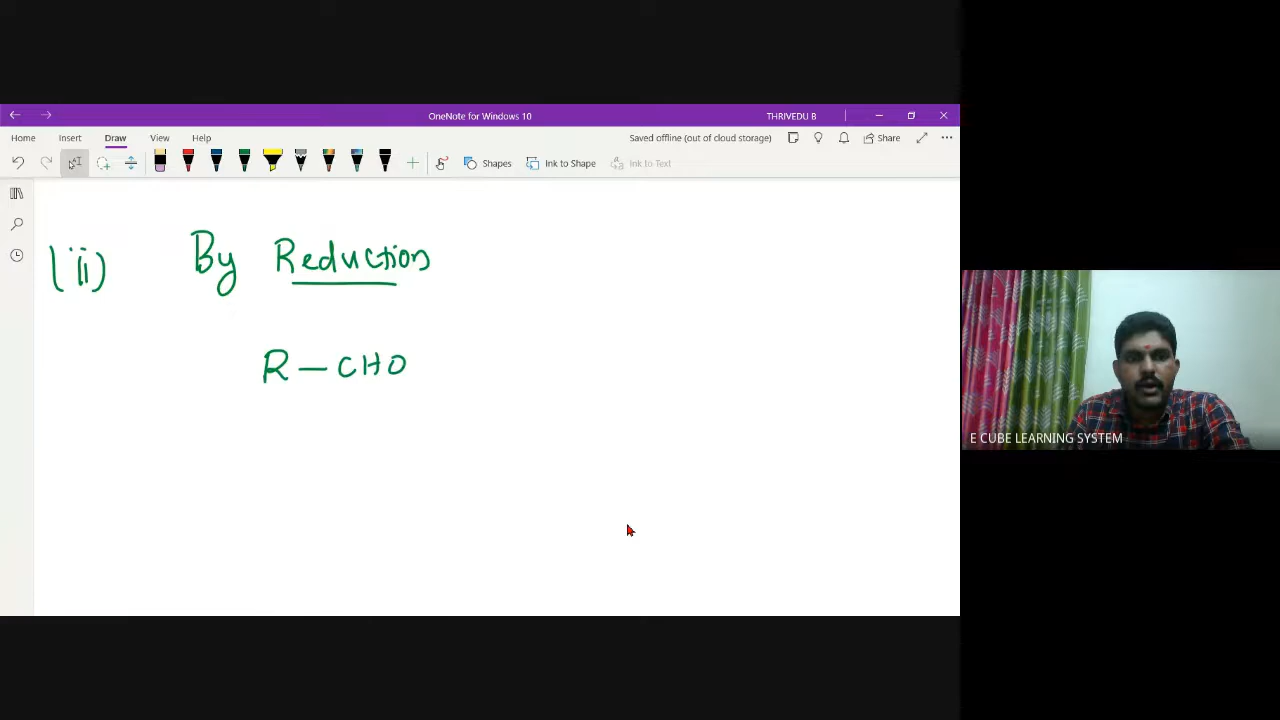 OneNote for Windows 10
THRIVEDU B
Home Insert Draw View Help
Saved offline (out of cloud storage)
Share
Shapes
Ink to Shape
Ink to Text
(ii) By Reduction
R — CHO
E CUBE LEARNING SYSTEM